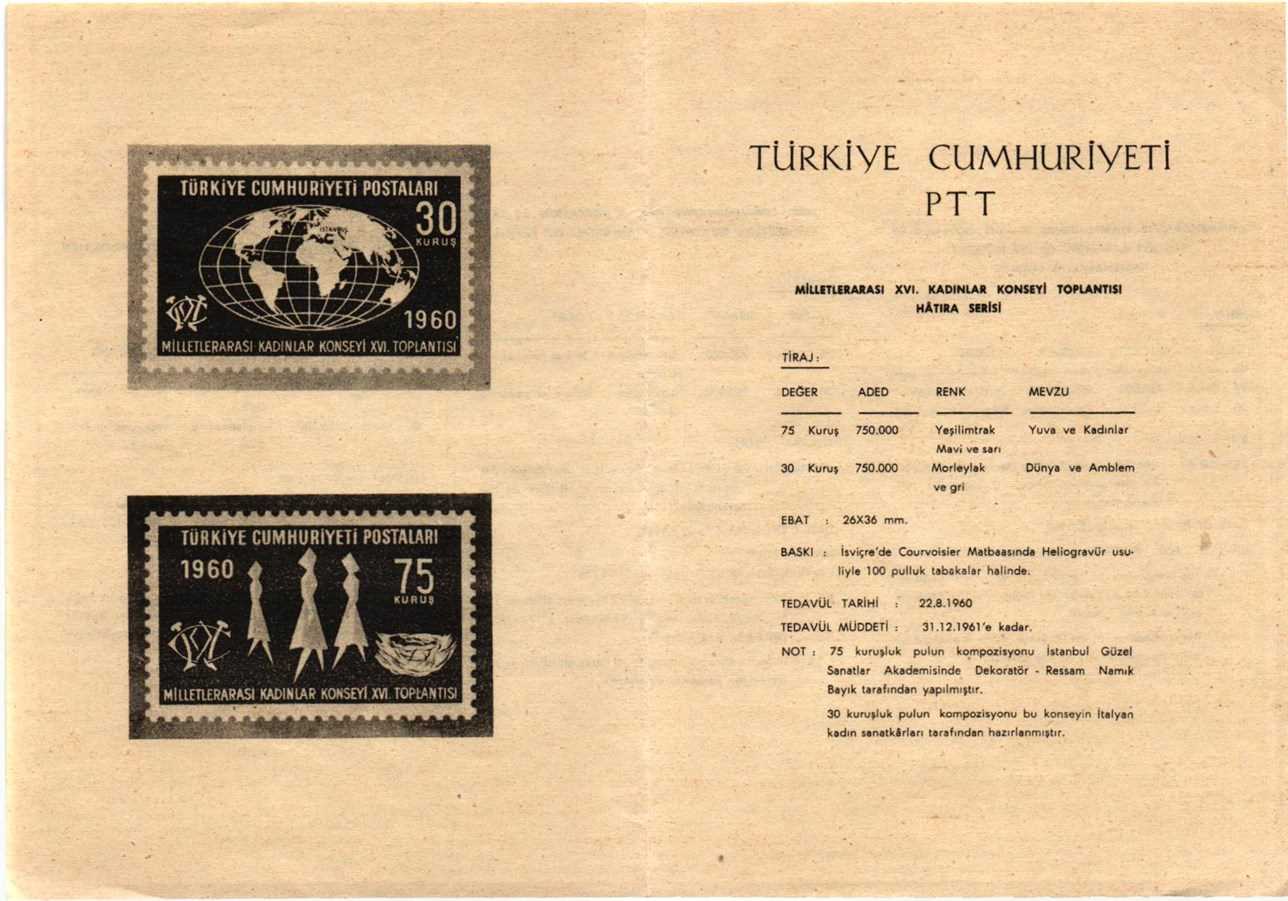 TÜRKİYE CUMHURİYETİ POSTALARI
30
KURUŞ
İSTANBUL
1960
MİLLETLERARASI KADINLAR KONSEYİ XVI. TOPLANTISI
TÜRKİYE CUMHURİYETİ POSTALARI
1960
75
KURUŞ
MİLLETLERARASI KADINLAR KONSEYİ XVI. TOPLANTISI
TÜRKİYE CUMHURİYETİ
PTT
MİLLETLERARASI XVI. KADINLAR KONSEYİ TOPLANTISI
HÂTIRA SERİSİ
TİRAJ :
DEĞER ADED RENK MEVZU
75 Kuruş 750.000 Yeşilimtrak Yuva ve Kadınlar
Mavi ve sarı
30 Kuruş 750.000 Morleylak Dünya ve Amblem
ve gri
EBAT : 26X36 mm.
BASKI : İsviçre'de Courvoisier Matbaasında Heliogravür usu-
liyle 100 pulluk tabakalar halinde.
TEDAVÜL TARİHİ : 22.8.1960
TEDAVÜL MÜDDETİ : 31.12.1961'e kadar.
NOT : 75 kuruşluk pulun kompozisyonu İstanbul Güzel
Sanatlar Akademisinde Dekoratör - Ressam Namık
Bayık tarafından yapılmıştır.
30 kuruşluk pulun kompozisyonu bu konseyin İtalyan
kadın sanatkârları tarafından hazırlanmıştır.